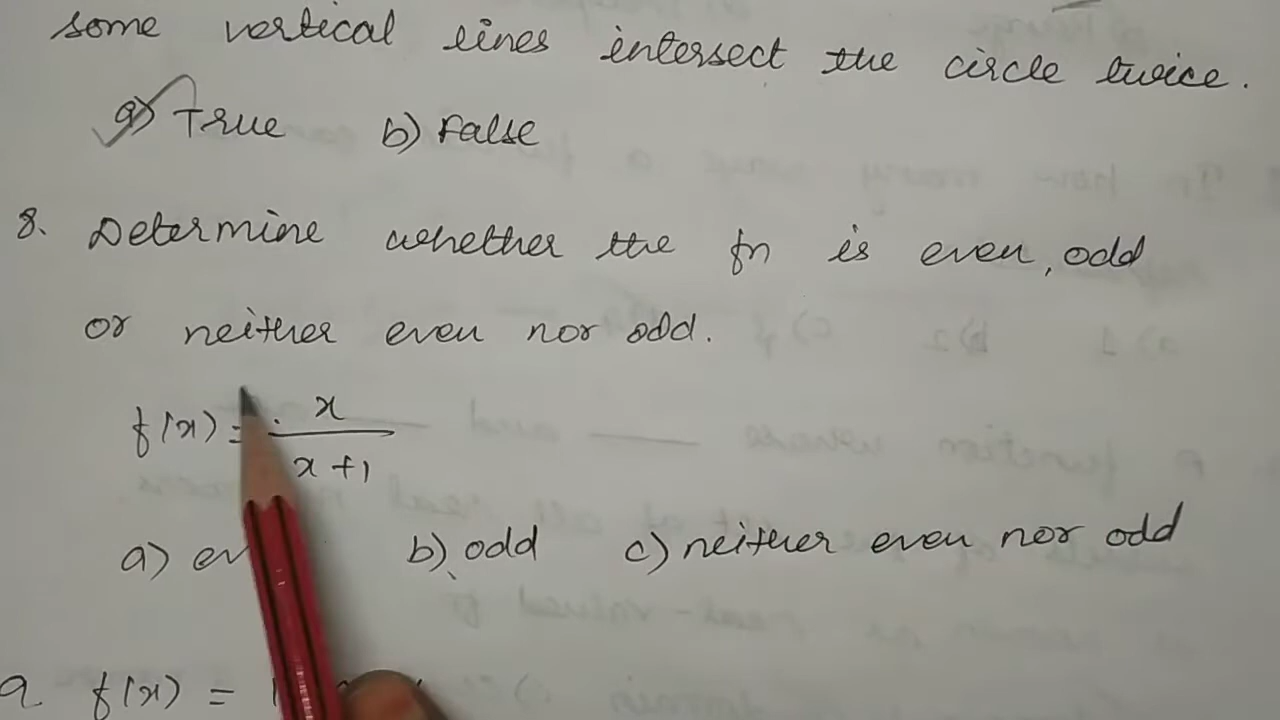 some vertical lines intersect the circle twice.
a) True b) False
8. Determine whether the fn is even, odd
or neither even nor odd.
f(x) = x
x+1
a) b) odd c) neither even nor odd
9 f(x) =